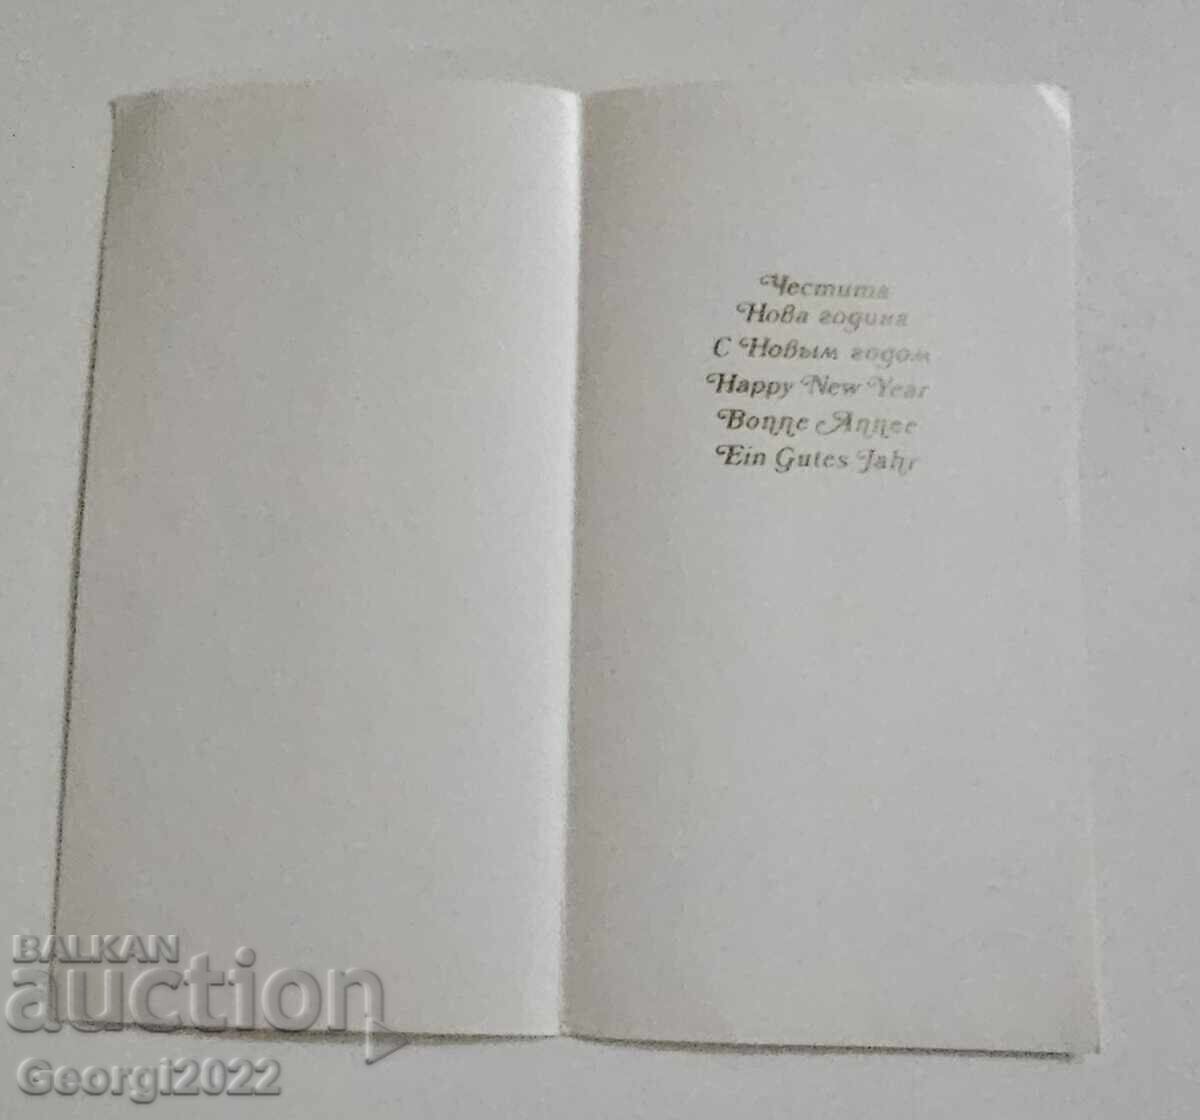 Честита
Нова година
С Новым годом
Happy New Year
Bonne Annee
Ein Gutes Jahr
BALKAN
auction
Georgi2022